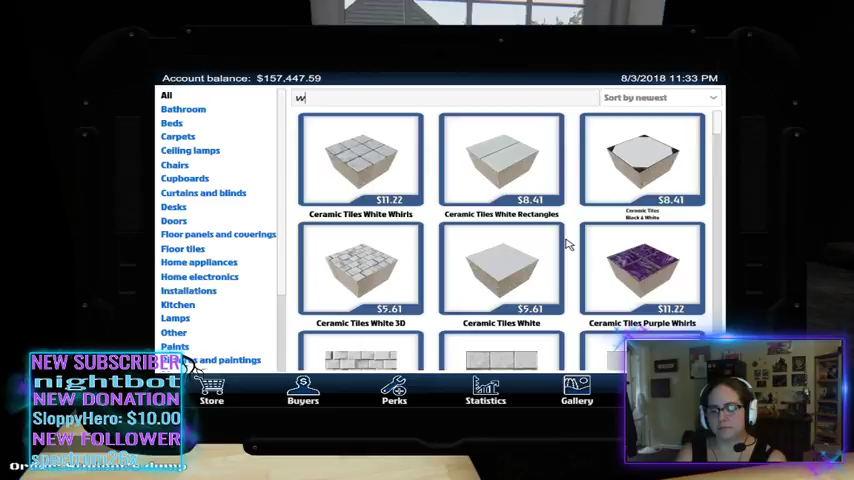 Account balance: $157,447.59
8/3/2018 11:33 PM
All
Bathroom
Beds
Carpets
Ceiling lamps
Chairs
Cupboards
Curtains and blinds
Desks
Doors
Floor panels and coverings
Floor tiles
Home appliances
Home electronics
Installations
Kitchen
Lamps
Other
Paints
and paintings
w
Sort by newest
$11.22
$8.41
$8.41
Ceramic Tiles White Whirls
Ceramic Tiles White Rectangles
Ceramic Tiles
Black & White
$5.61
$5.61
$11.22
Ceramic Tiles White 3D
Ceramic Tiles White
Ceramic Tiles Purple Whirls
Store
Buyers
Perks
Statistics
Gallery
NEW SUBSCRIBER
nightbot
NEW DONATION
SloppyHero: $10.00
NEW FOLLOWER